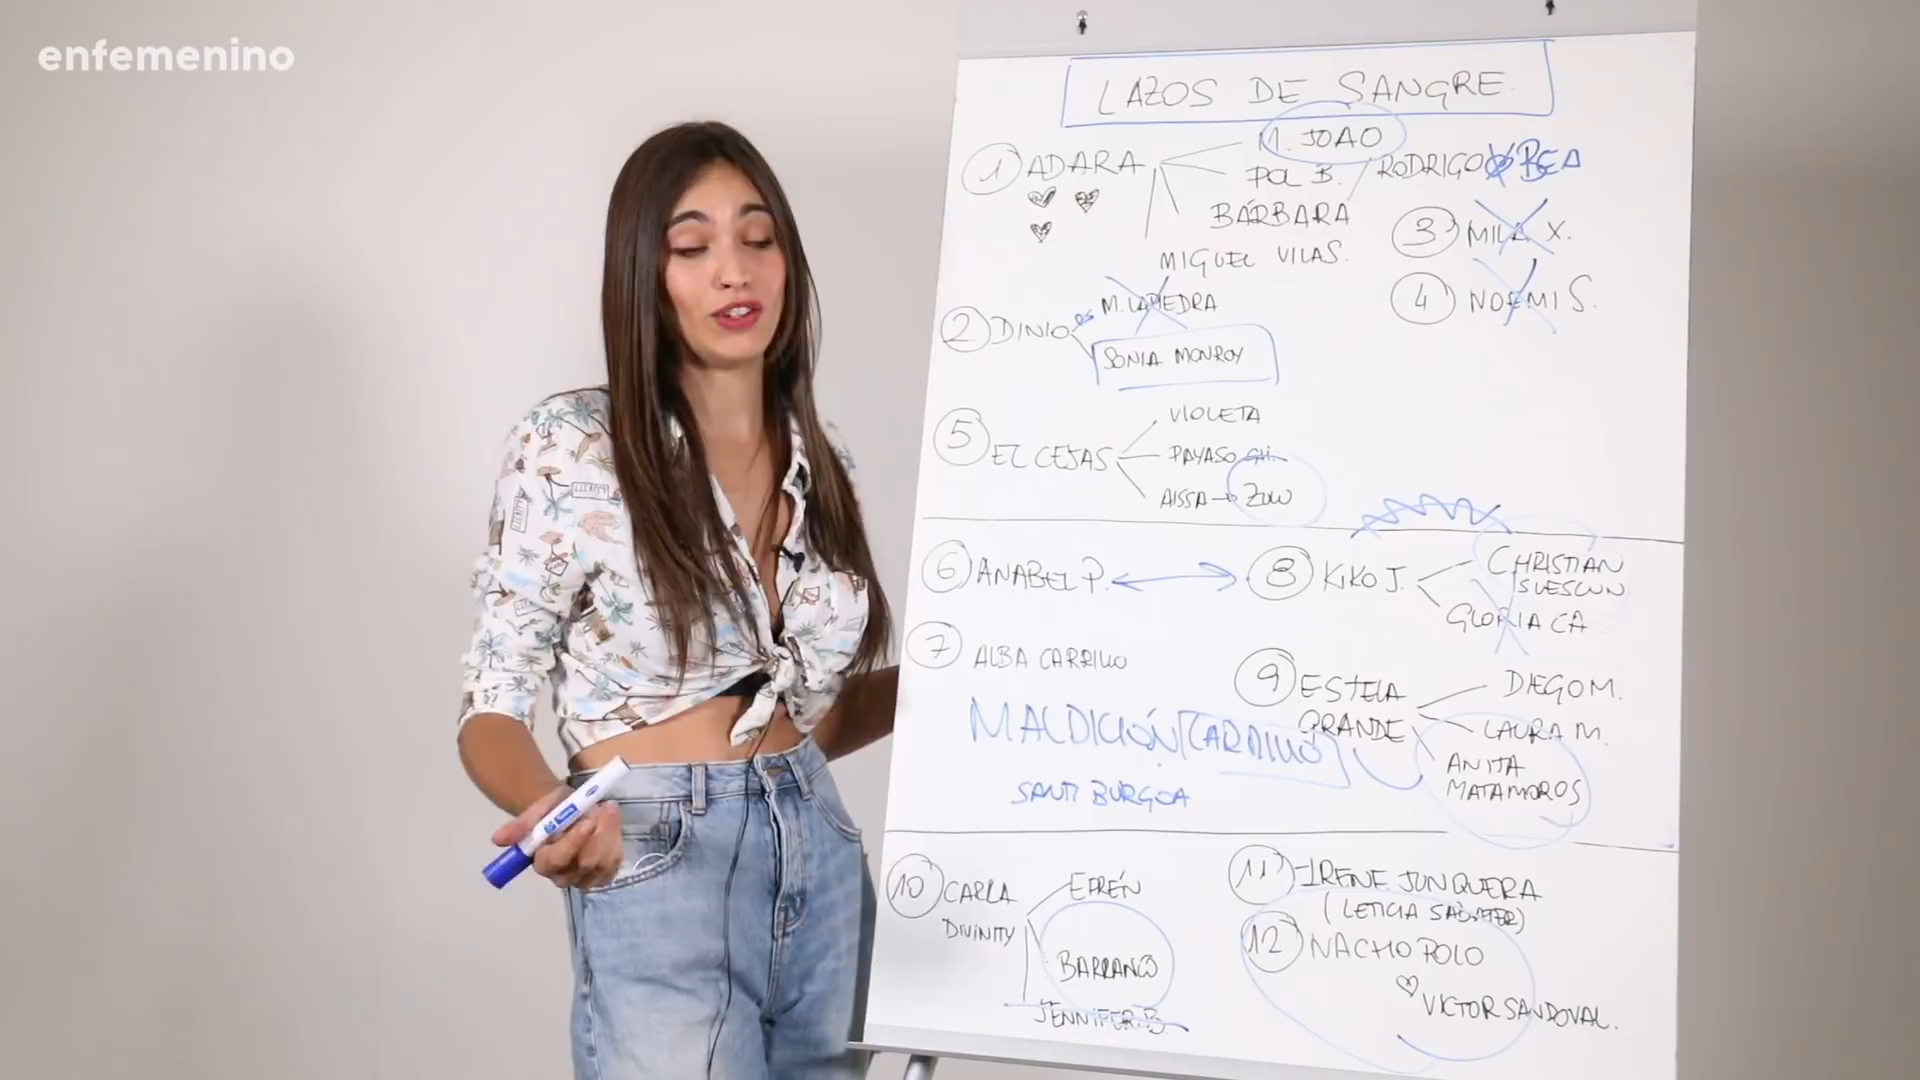 enfemenino
LAZOS DE SANGRE
1 ADARA
M. JOAO
POL B.
BÁRBARA
MIGUEL VILAS.
RODRIGO
BEA
3 MILA X.
4 NOEMI S.
2 DINIO
M. LAPIEDRA
SONIA MONROY
5 EL CEJAS
VIOLETA
PAYASO
AISSA → ZULU
6 ANABEL P.
8 KIKO J.
CHRISTIAN
SUESCUN
GLORIA CA
7 ALBA CARRILLO
MALDICIÓN CARRILLO
SANTI BURGOA
9 ESTELA
GRANDE
DIEGO M.
LAURA M.
ANITA
MATAMOROS
10 CARLA
DIVINITY
EFRÉN
BARRANCO
JENNIFER B.
11 IRENE JUNQUERA
(LETICIA SABATER)
12 NACHO POLO
VICTOR SANDOVAL.